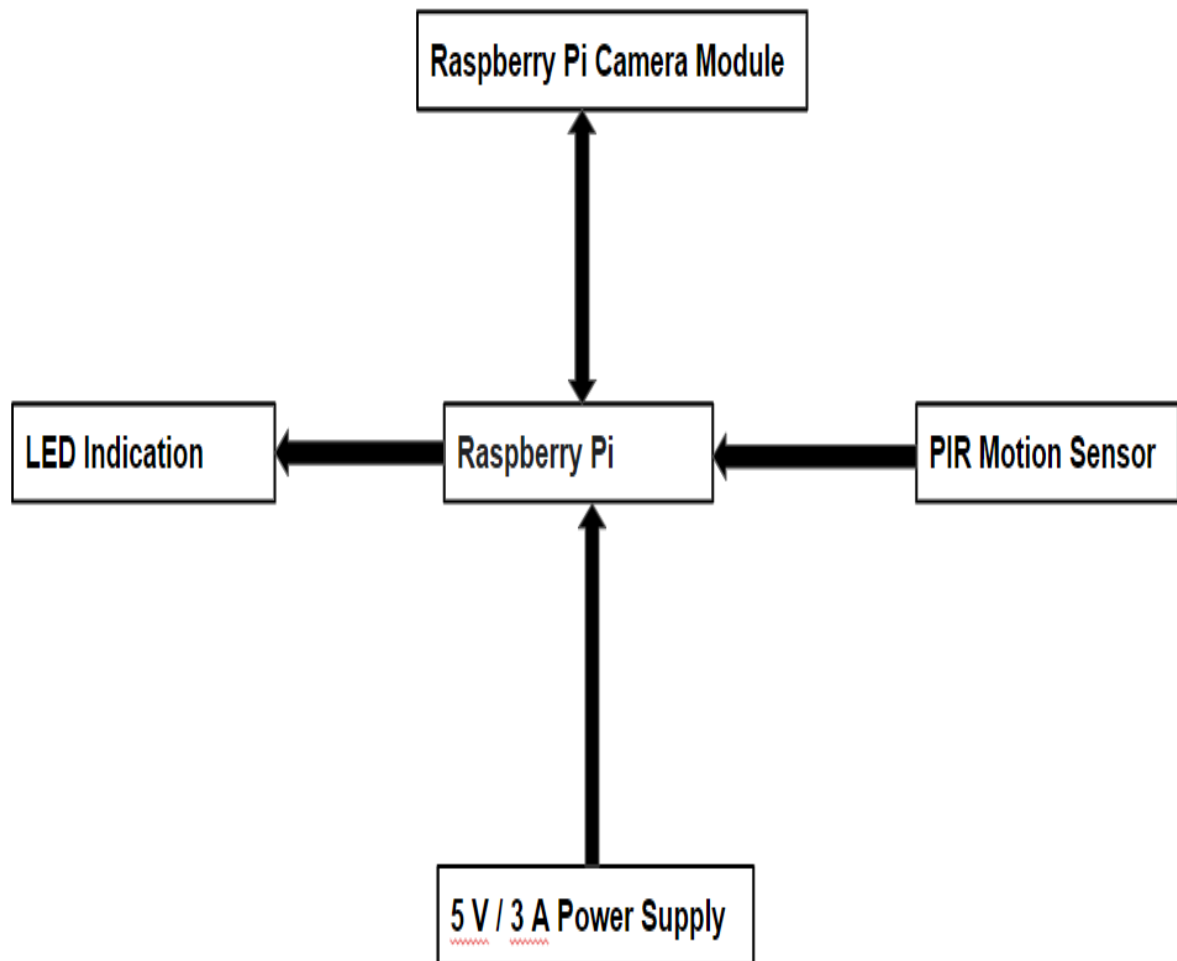 Raspberry Pi Camera Module
LED Indication
Raspberry Pi
PIR Motion Sensor
5 V / 3 A Power Supply